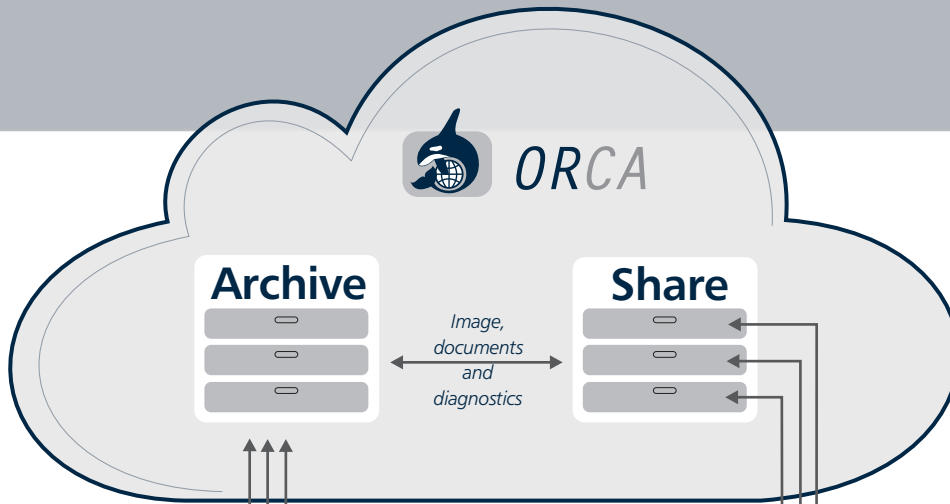 ORCA
Archive
Share
Image,
documents
and
diagnostics